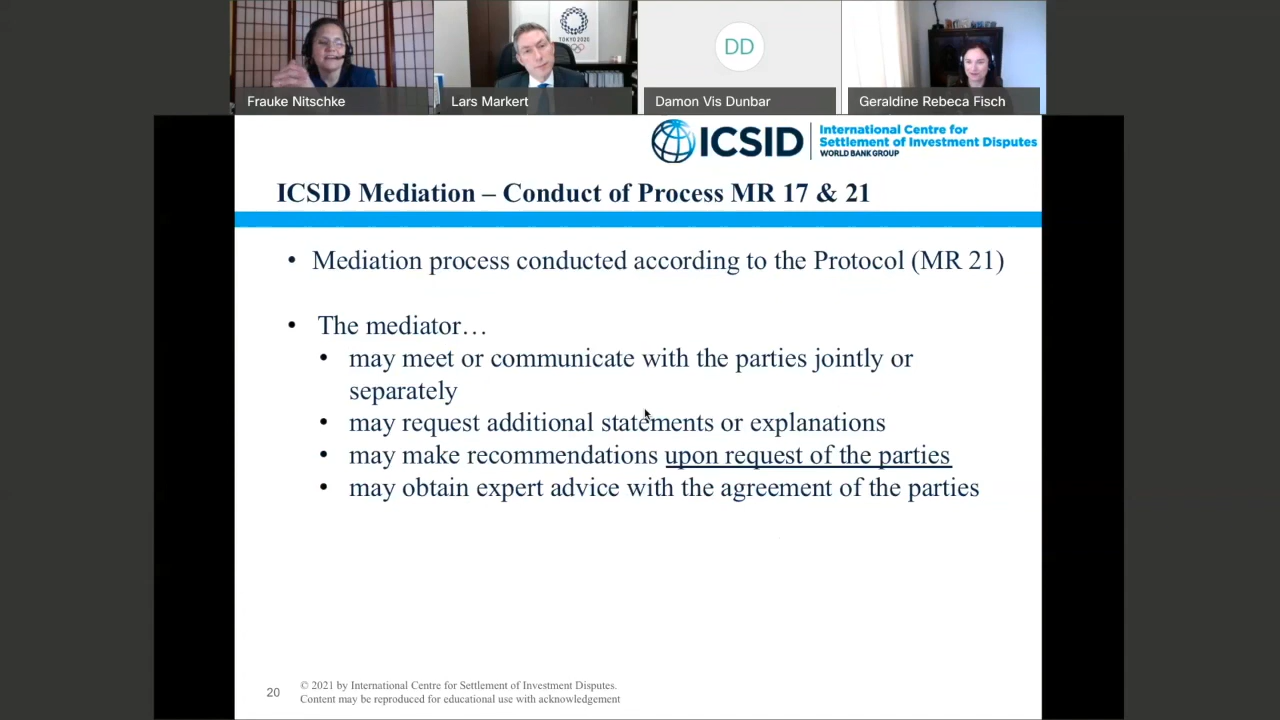 TOKYO 2020
Frauke Nitschke
Lars Markert
DD
Damon Vis Dunbar
Geraldine Rebeca Fisch
ICSID
International Centre for
Settlement of Investment Disputes
WORLD BANK GROUP
ICSID Mediation – Conduct of Process MR 17 & 21
• Mediation process conducted according to the Protocol (MR 21)
• The mediator…
• may meet or communicate with the parties jointly or
separately
• may request additional statements or explanations
• may make recommendations upon request of the parties
• may obtain expert advice with the agreement of the parties
20
© 2021 by International Centre for Settlement of Investment Disputes.
Content may be reproduced for educational use with acknowledgement